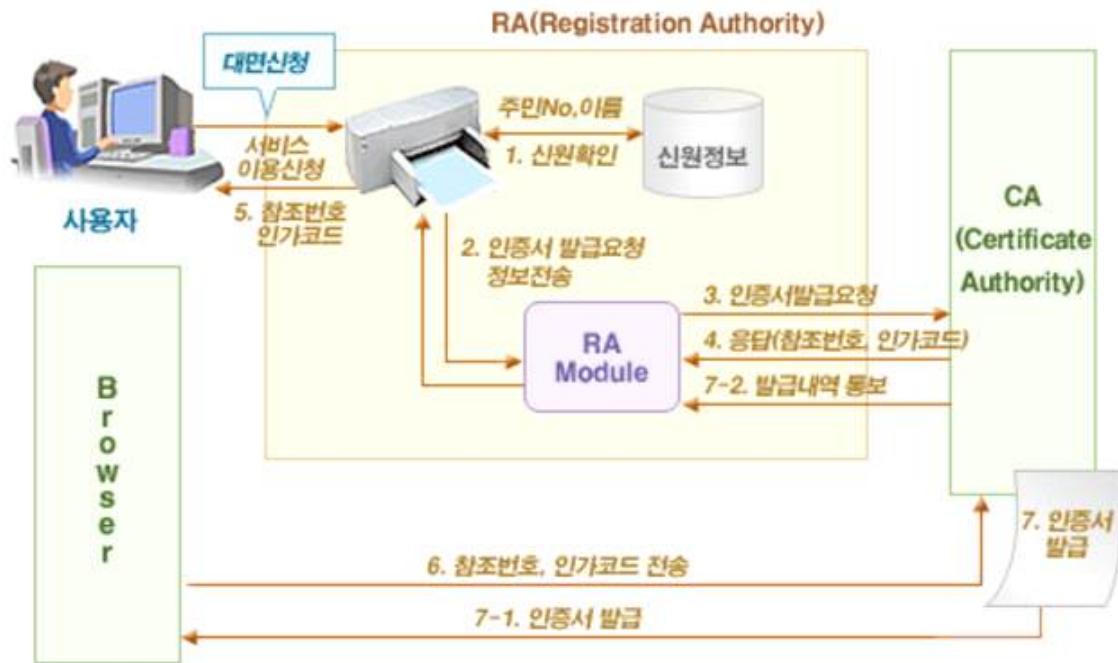 RA(Registration Authority)
대면신청
주민No,이름
1. 신원확인
신원정보
서비스
이용신청
5. 참조번호
인가코드
사용자
2. 인증서 발급요청
정보전송
CA
(Certificate
Authority)
3. 인증서발급요청
4. 응답(참조번호, 인가코드)
7-2. 발급내역 통보
RA
Module
Browser
7. 인증서
발급
6. 참조번호, 인가코드 전송
7-1. 인증서 발급